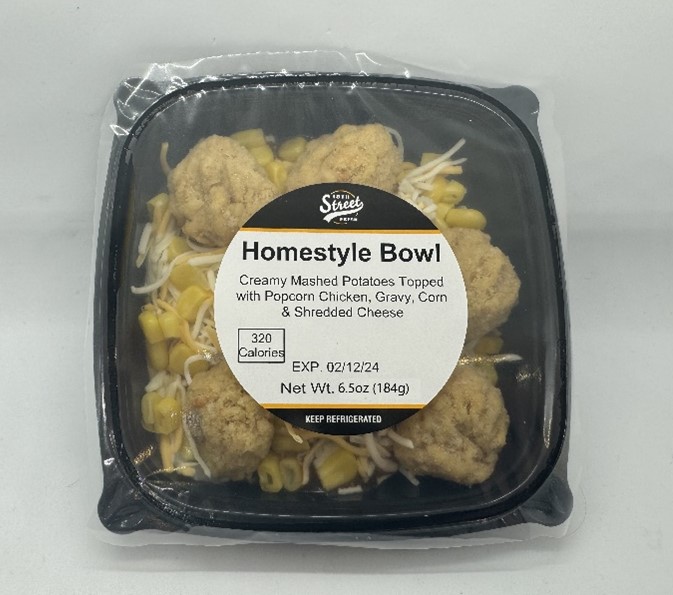 Street
Homestyle Bowl
Creamy Mashed Potatoes Topped
with Popcorn Chicken, Gravy, Corn
& Shredded Cheese
320
Calories
EXP. 02/12/24
Net Wt. 6.5oz (184g)
KEEP REFRIGERATED